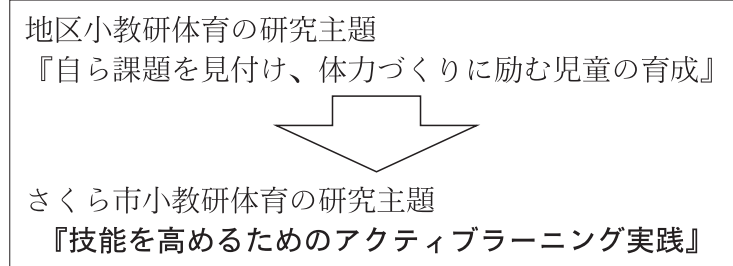 地区小教研体育の研究主題
『自ら課題を見付け、体力づくりに励む児童の育成』
さくら市小教研体育の研究主題
『技能を高めるためのアクティブラーニング実践』